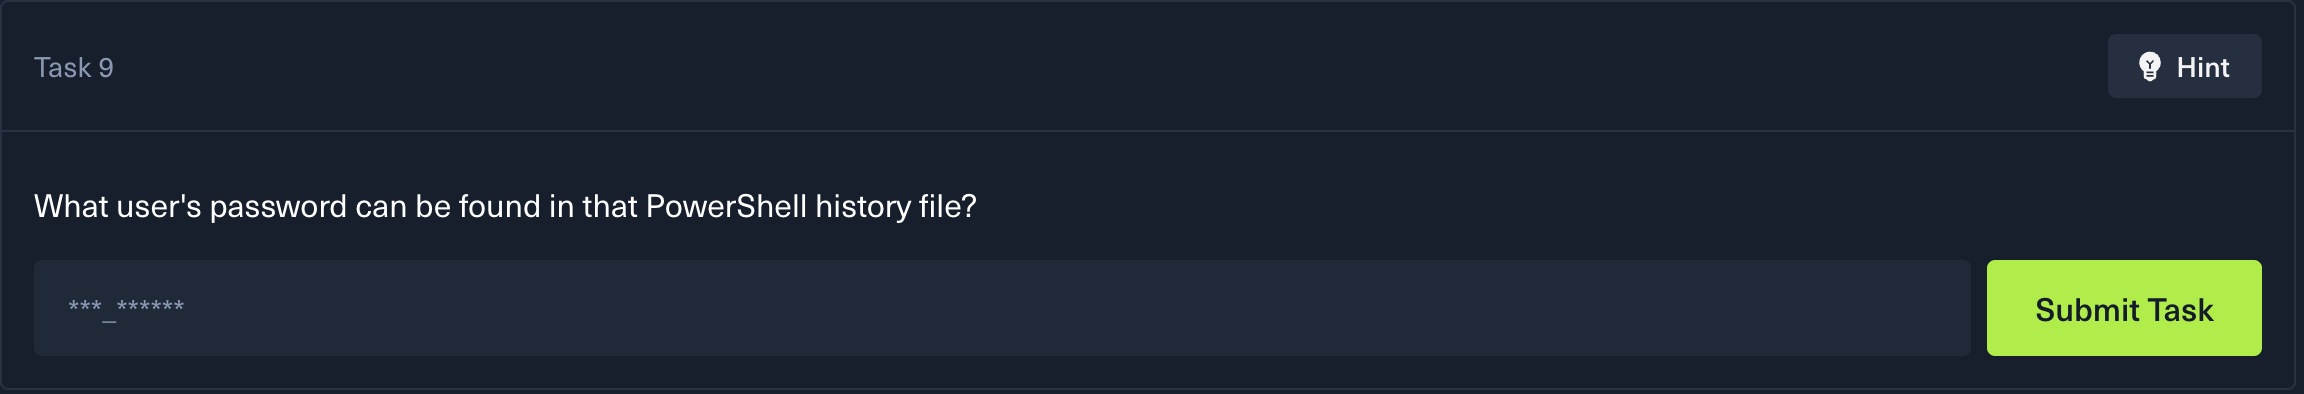 Task 9
Hint
What user's password can be found in that PowerShell history file?
***_******
Submit Task